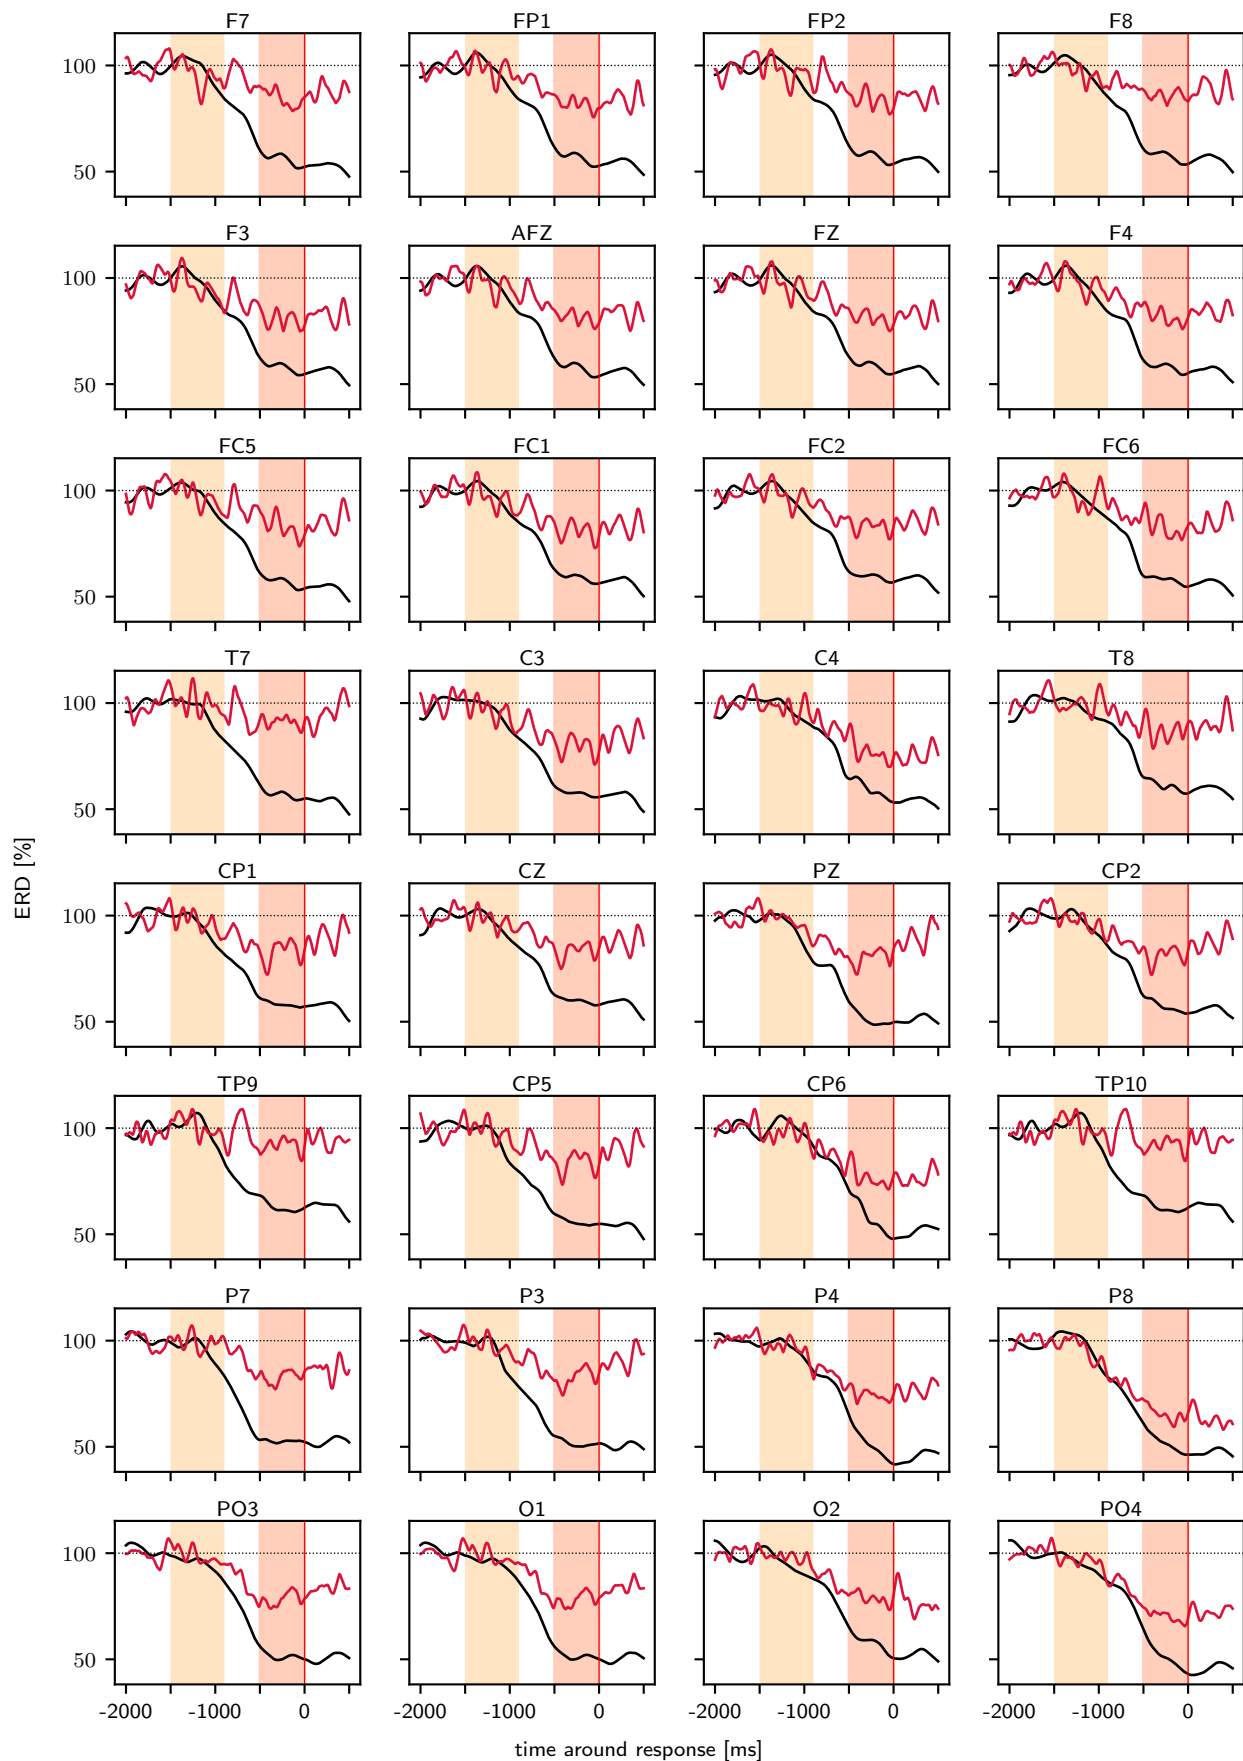 F7 FP1 FP2 F8
100
50
F3 AFZ FZ F4
100
50
FC5 FC1 FC2 FC6
100
50
T7 C3 C4 T8
100
50
ERD [%]
CP1 CZ PZ CP2
100
50
TP9 CP5 CP6 TP10
100
50
P7 P3 P4 P8
100
50
PO3 O1 O2 PO4
100
50
-2000 -1000 0 -2000 -1000 0 -2000 -1000 0 -2000 -1000 0
time around response [ms]